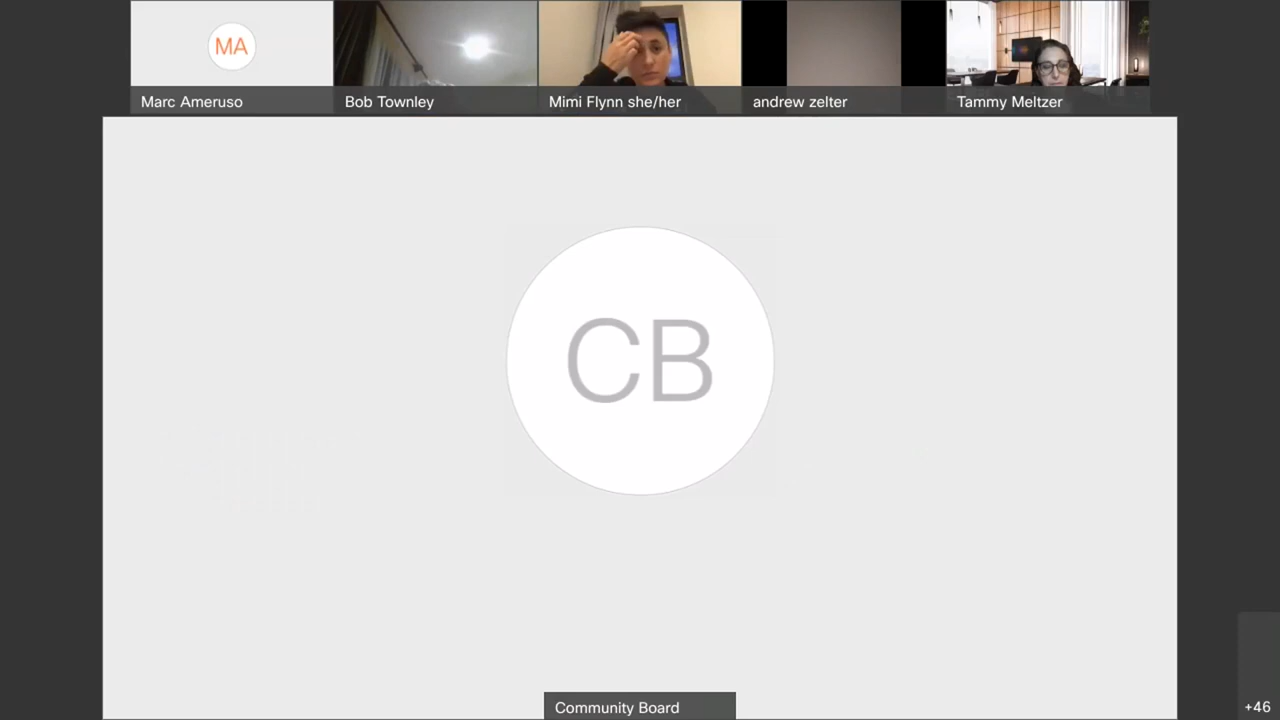 MA
Marc Ameruso
Bob Townley
Mimi Flynn she/her
andrew zelter
Tammy Meltzer
CB
Community Board
+46